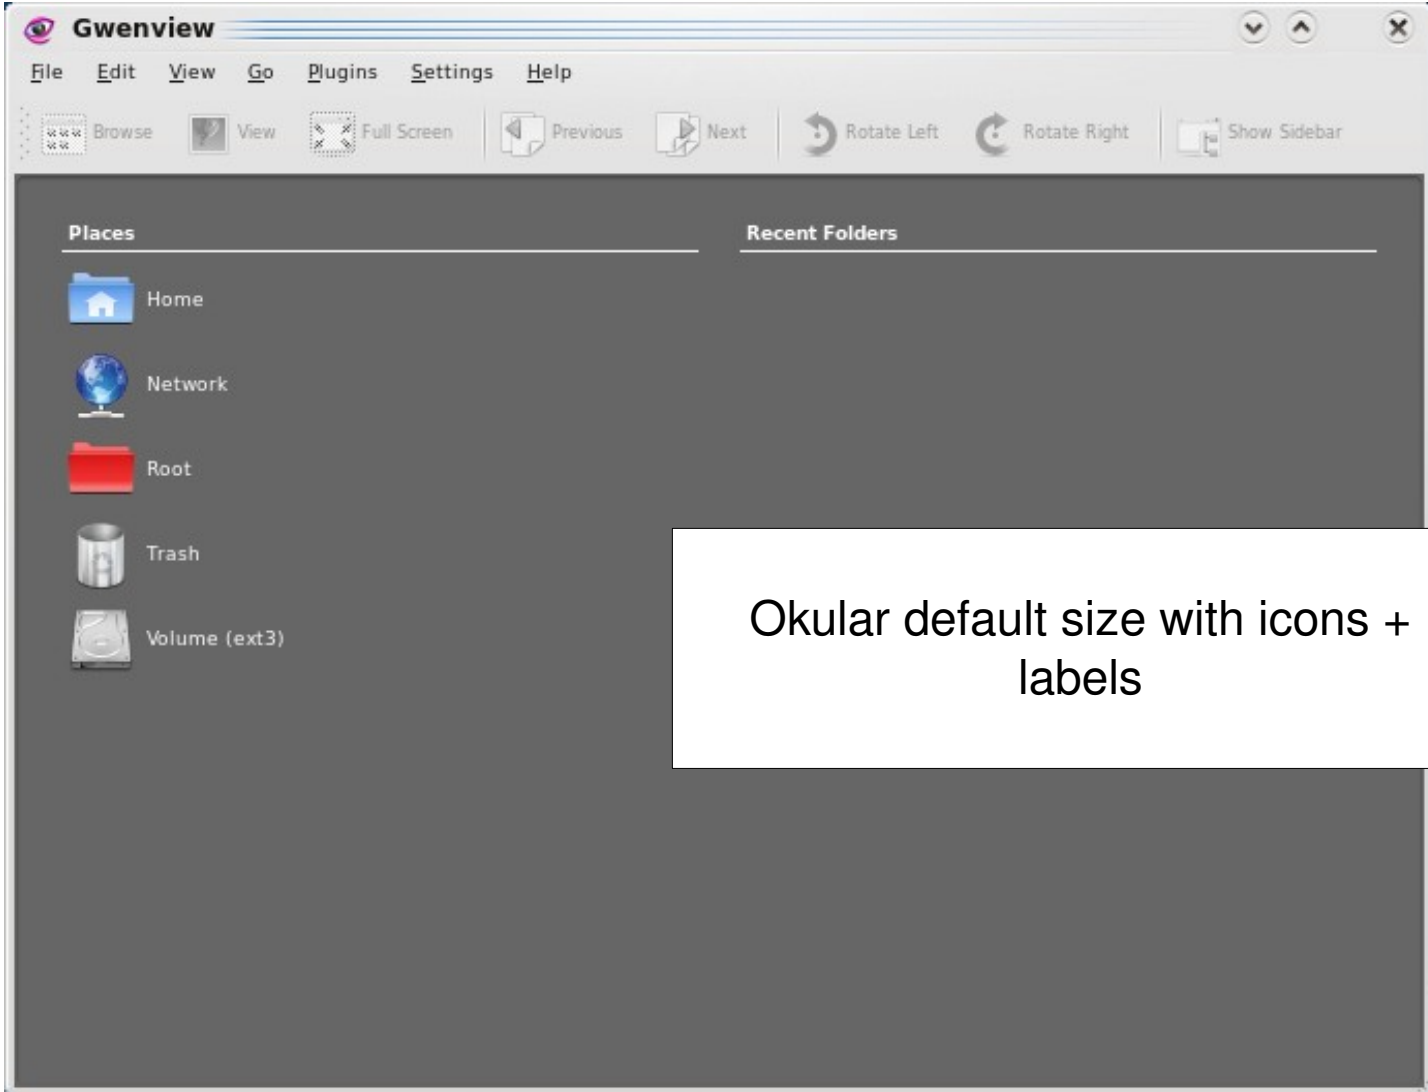 Gwenview
File Edit View Go Plugins Settings Help
Browse View Full Screen Previous Next Rotate Left Rotate Right Show Sidebar
Places Recent Folders
Home
Network
Root
Trash
Volume (ext3)
Okular default size with icons +
labels